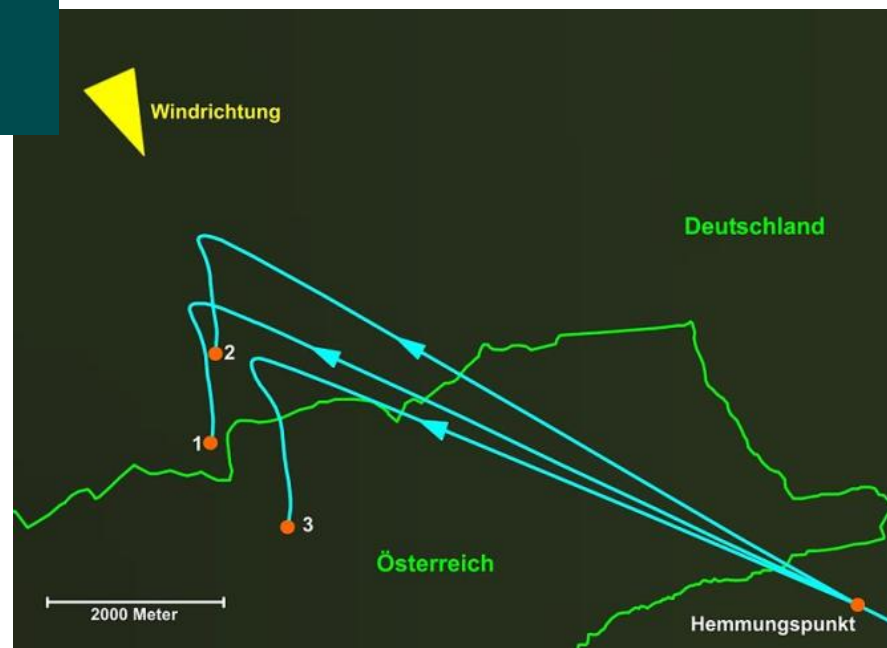 Windrichtung
Deutschland
2
1
3
Österreich
2000 Meter
Hemmungspunkt